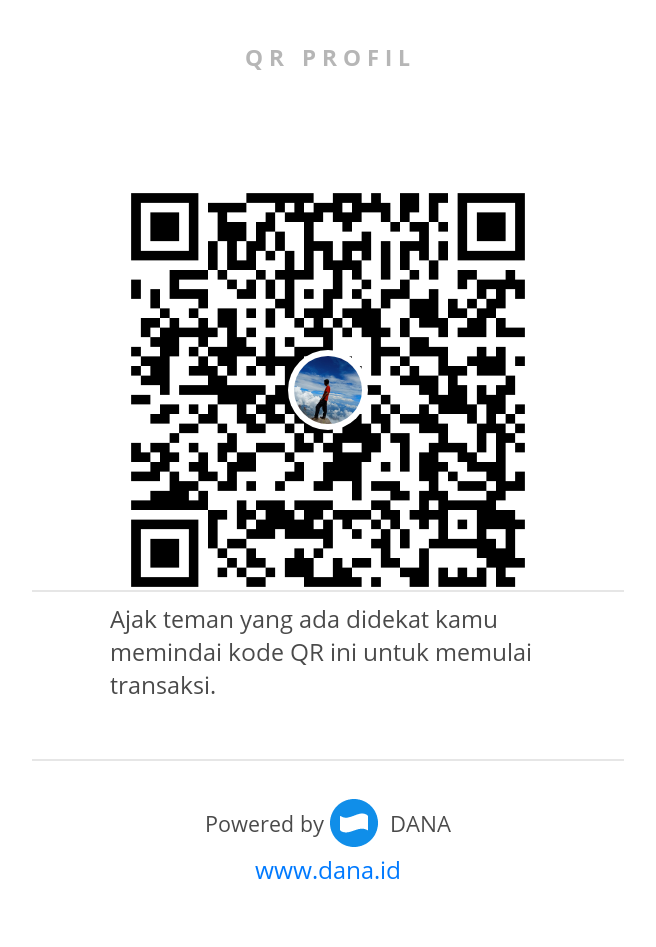 QR PROFIL
Ajak teman yang ada didekat kamu
memindai kode QR ini untuk memulai
transaksi.
Powered by DANA
www.dana.id